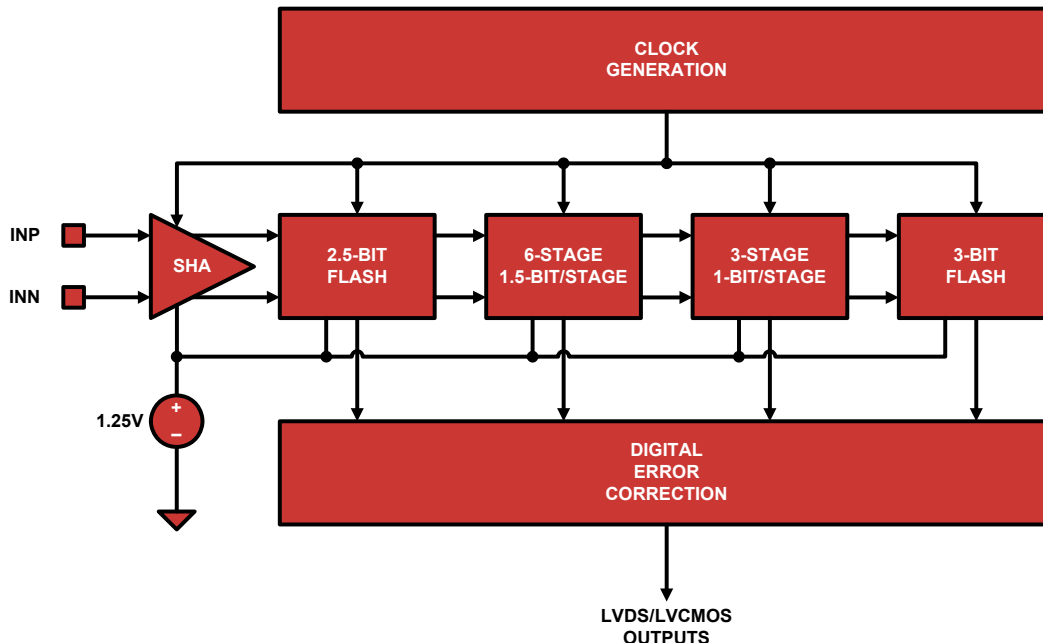 CLOCK
GENERATION
INP
INN
SHA
2.5-BIT
FLASH
6-STAGE
1.5-BIT/STAGE
3-STAGE
1-BIT/STAGE
3-BIT
FLASH
1.25V
+
–
DIGITAL
ERROR
CORRECTION
LVDS/LVCMOS
OUTPUTS